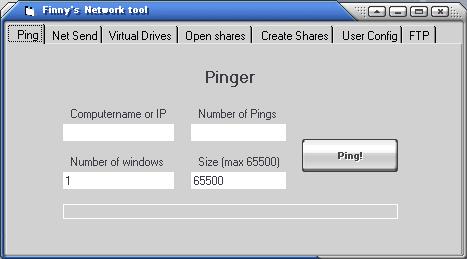 Finny's Network tool
Ping Net Send Virtual Drives Open shares Create Shares User Config FTP
Pinger
Computername or IP Number of Pings
Ping!
Number of windows Size (max 65500)
1 65500